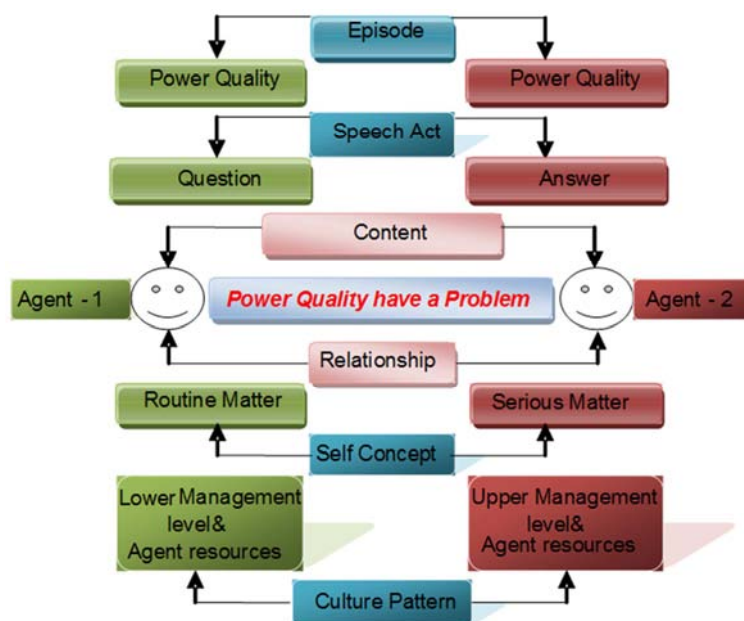 Episode
Power Quality
Power Quality
Speech Act
Question
Answer
Content
Agent - 1
Power Quality have a Problem
Agent - 2
Relationship
Routine Matter
Serious Matter
Self Concept
Lower Management
level&
Agent resources
Upper Management
level&
Agent resources
Culture Pattern